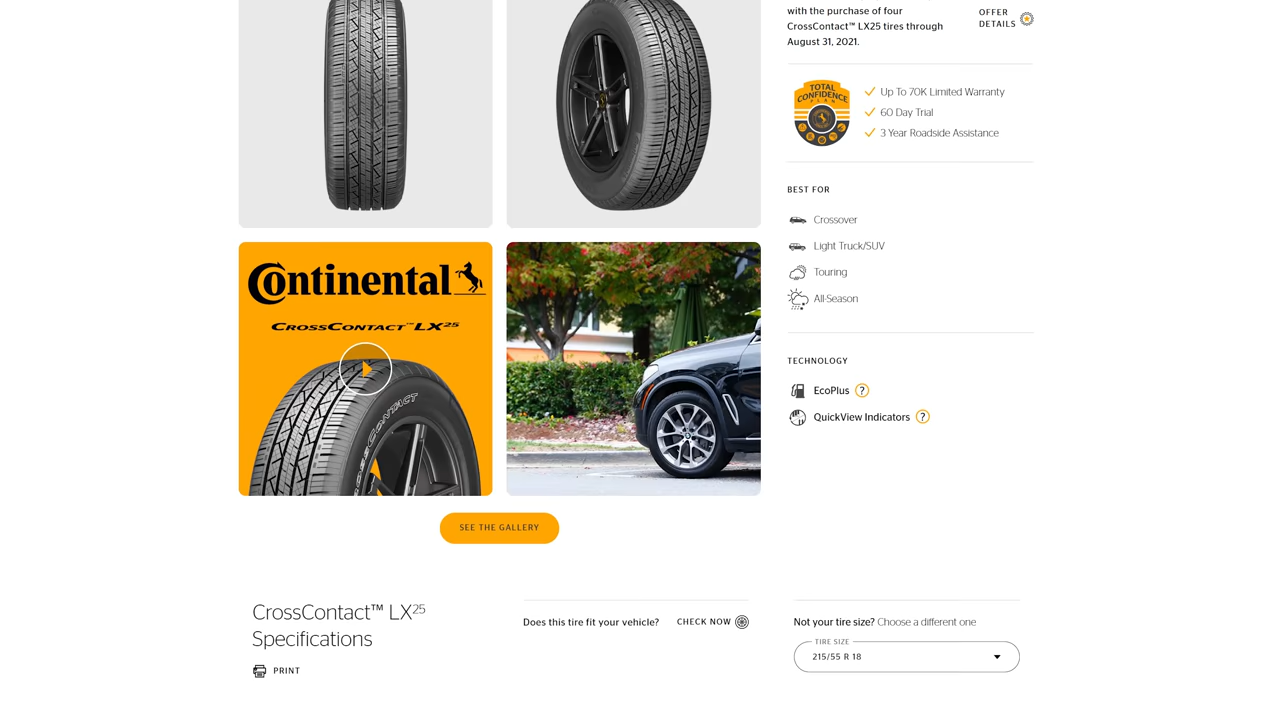 with the purchase of four
CrossContact™ LX25 tires through
August 31, 2021.
OFFER
DETAILS
TOTAL
CONFIDENCE
PLAN
Up To 70K Limited Warranty
60 Day Trial
3 Year Roadside Assistance
BEST FOR
Crossover
Light Truck/SUV
Touring
All-Season
TECHNOLOGY
EcoPlus ?
QuickView Indicators ?
Continental
CROSSCONTACT™ LX25
CROSSCONTACT
SEE THE GALLERY
CrossContact™ LX25
Specifications
PRINT
Does this tire fit your vehicle? CHECK NOW
Not your tire size? Choose a different one
TIRE SIZE
215/55 R 18